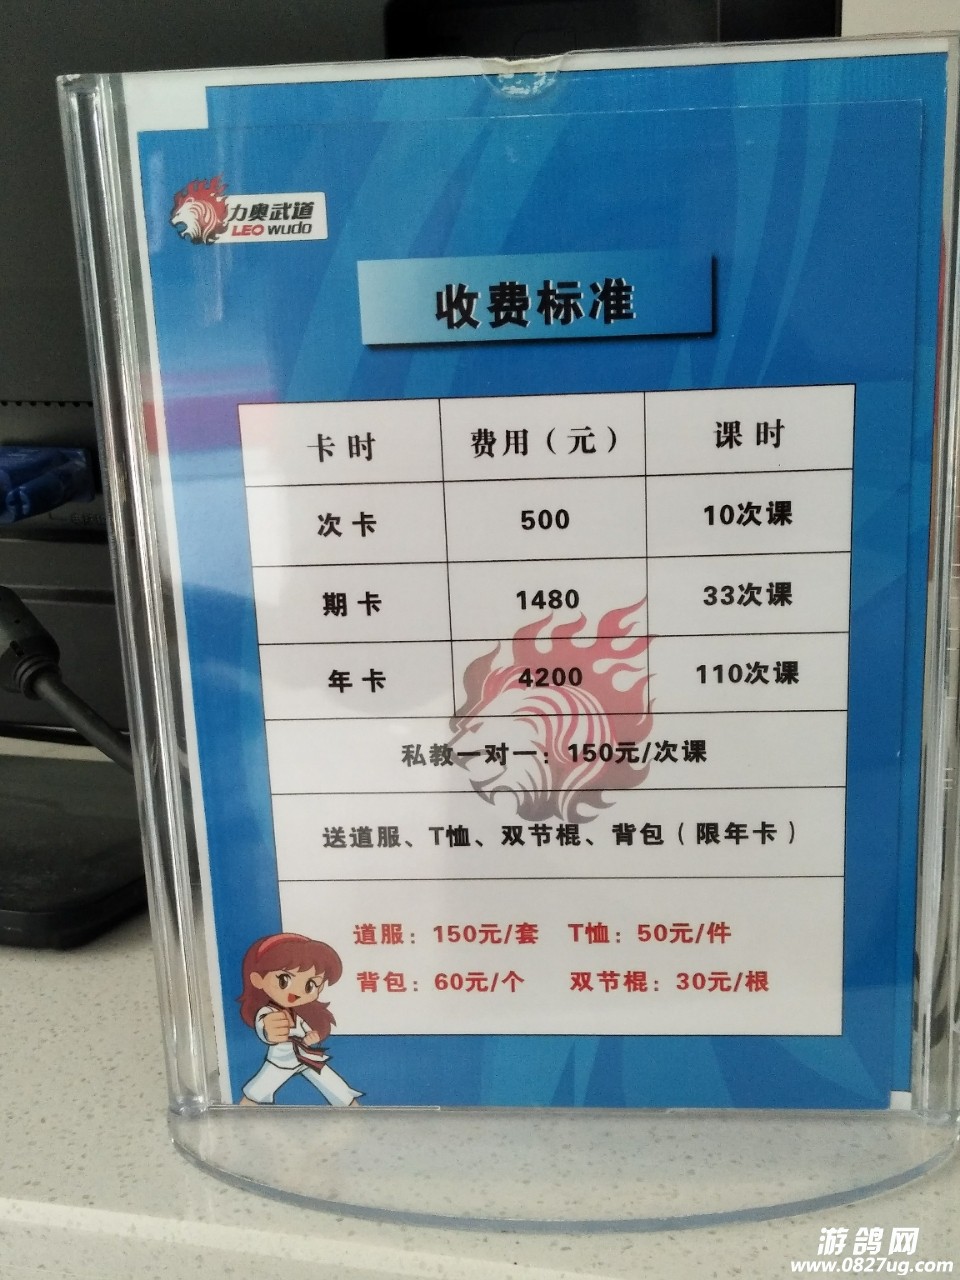 力奥武道
LEO wudo
收费标准
卡时 费用（元） 课时
次卡 500 10次课
期卡 1480 33次课
年卡 4200 110次课
私教一对一：150元/次课
送道服、T恤、双节棍、背包（限年卡）
道服：150元/套 T恤：50元/件
背包：60元/个 双节棍：30元/根
游鸽网
www.0827ug.com